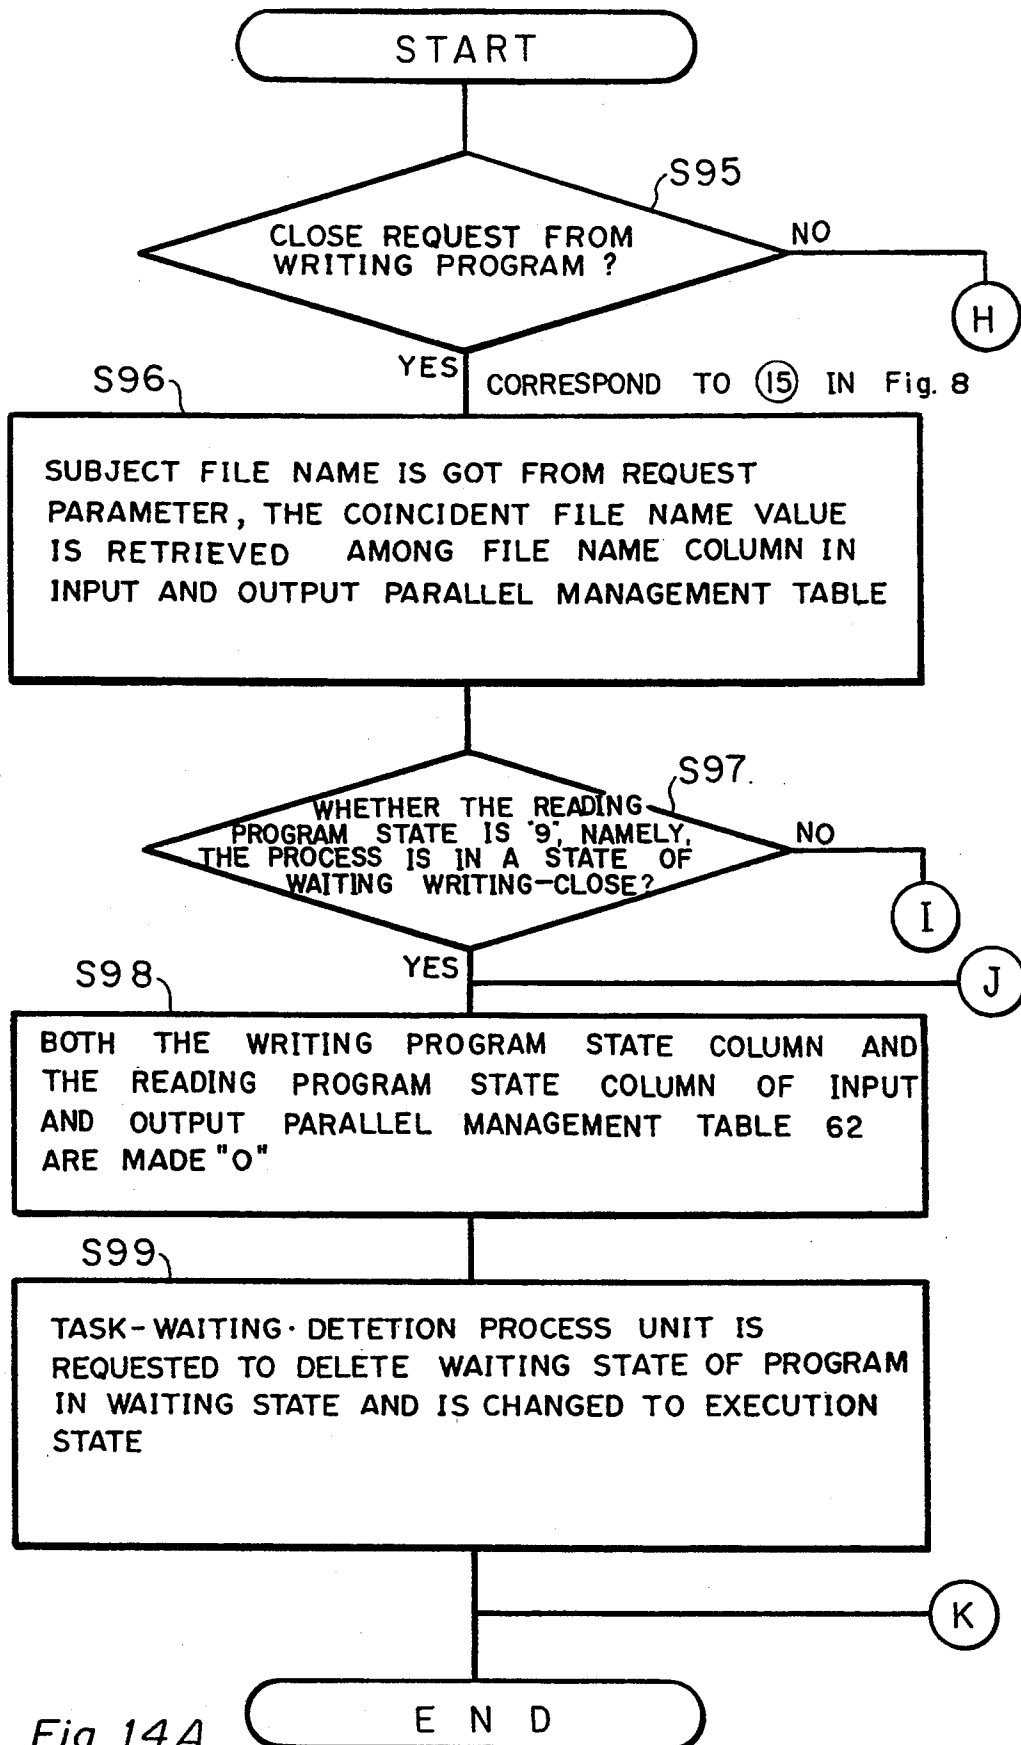 START
S95
CLOSE REQUEST FROM
WRITING PROGRAM ?
NO
H
YES
S96
CORRESPOND TO ⑮ IN Fig. 8
SUBJECT FILE NAME IS GOT FROM REQUEST
PARAMETER, THE COINCIDENT FILE NAME VALUE
IS RETRIEVED AMONG FILE NAME COLUMN IN
INPUT AND OUTPUT PARALLEL MANAGEMENT TABLE
S97
WHETHER THE READING
PROGRAM STATE IS "9", NAMELY,
THE PROCESS IS IN A STATE OF
WAITING WRITING-CLOSE?
NO
I
YES
J
S98
BOTH THE WRITING PROGRAM STATE COLUMN AND
THE READING PROGRAM STATE COLUMN OF INPUT
AND OUTPUT PARALLEL MANAGEMENT TABLE 62
ARE MADE "0"
S99
TASK-WAITING·DETETION PROCESS UNIT IS
REQUESTED TO DELETE WAITING STATE OF PROGRAM
IN WAITING STATE AND IS CHANGED TO EXECUTION
STATE
K
END
Fig. 14A